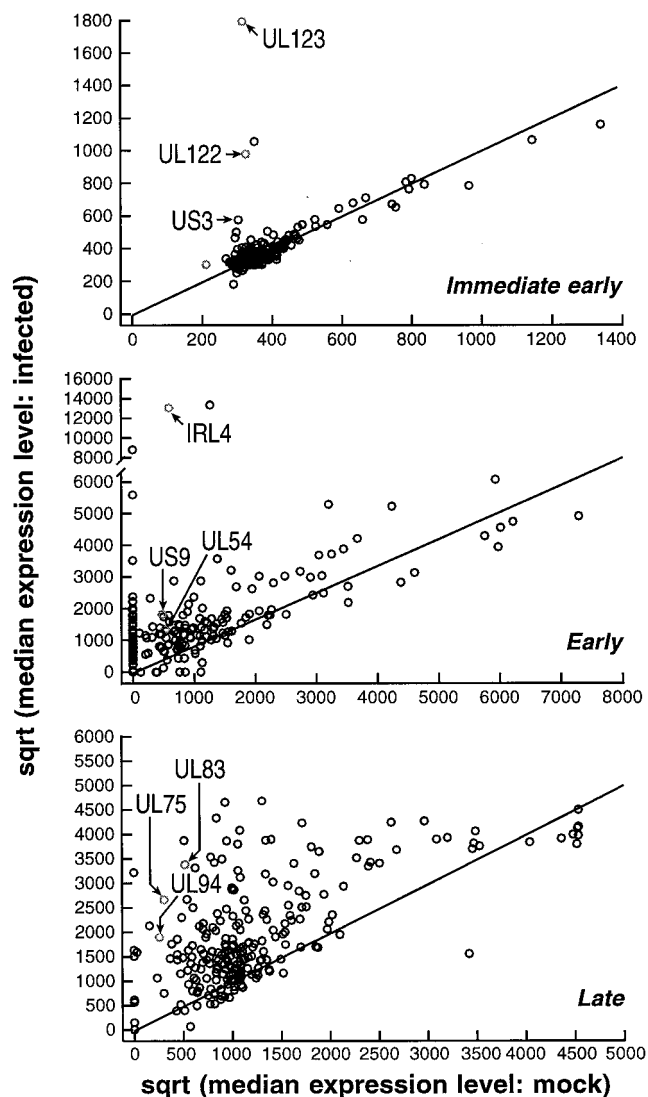 sqrt (median expression level: infected)
1800
1600
1400
1200
1000
800
600
400
200
0
UL123
UL122
US3
Immediate early
0 200 400 600 800 1000 1200 1400
16000
14000
12000
10000
8000
6000
5000
4000
3000
2000
1000
0
IRL4
UL54
US9
Early
0 1000 2000 3000 4000 5000 6000 7000 8000
6000
5500
5000
4500
4000
3500
3000
2500
2000
1500
1000
500
0
UL83
UL75
UL94
Late
0 500 1000 1500 2000 2500 3000 3500 4000 4500 5000
sqrt (median expression level: mock)